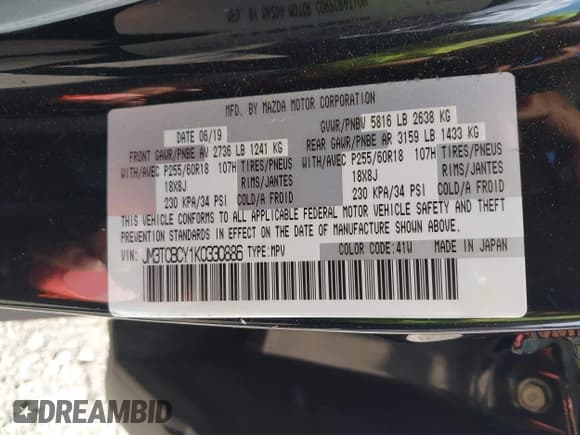 MFD. BY MAZDA MOTOR CORPORATION
DATE 06/19
GVWR/PNBV 5816 LB 2638 KG
FRONT GAWR/PNBE AV 2736 LB 1241 KG
REAR GAWR/PNBE AR 3159 LB 1433 KG
WITH/AVEC P255/60R18 107H TIRES/PNEUS
WITH/AVEC P255/60R18 107H TIRES/PNEUS
18X8J RIMS/JANTES
18X8J RIMS/JANTES
230 KPA/34 PSI COLD/A FROID
230 KPA/34 PSI COLD/A FROID
THIS VEHICLE CONFORMS TO ALL APPLICABLE FEDERAL MOTOR VEHICLE SAFETY AND THEFT
PREVENTION STANDARDS IN EFFECT ON THE DATE OF MANUFACTURE SHOWN ABOVE.
VIN: JM3TCBCY1K0330886 TYPE:MPV
COLOR CODE:41W MADE IN JAPAN
DREAMBID